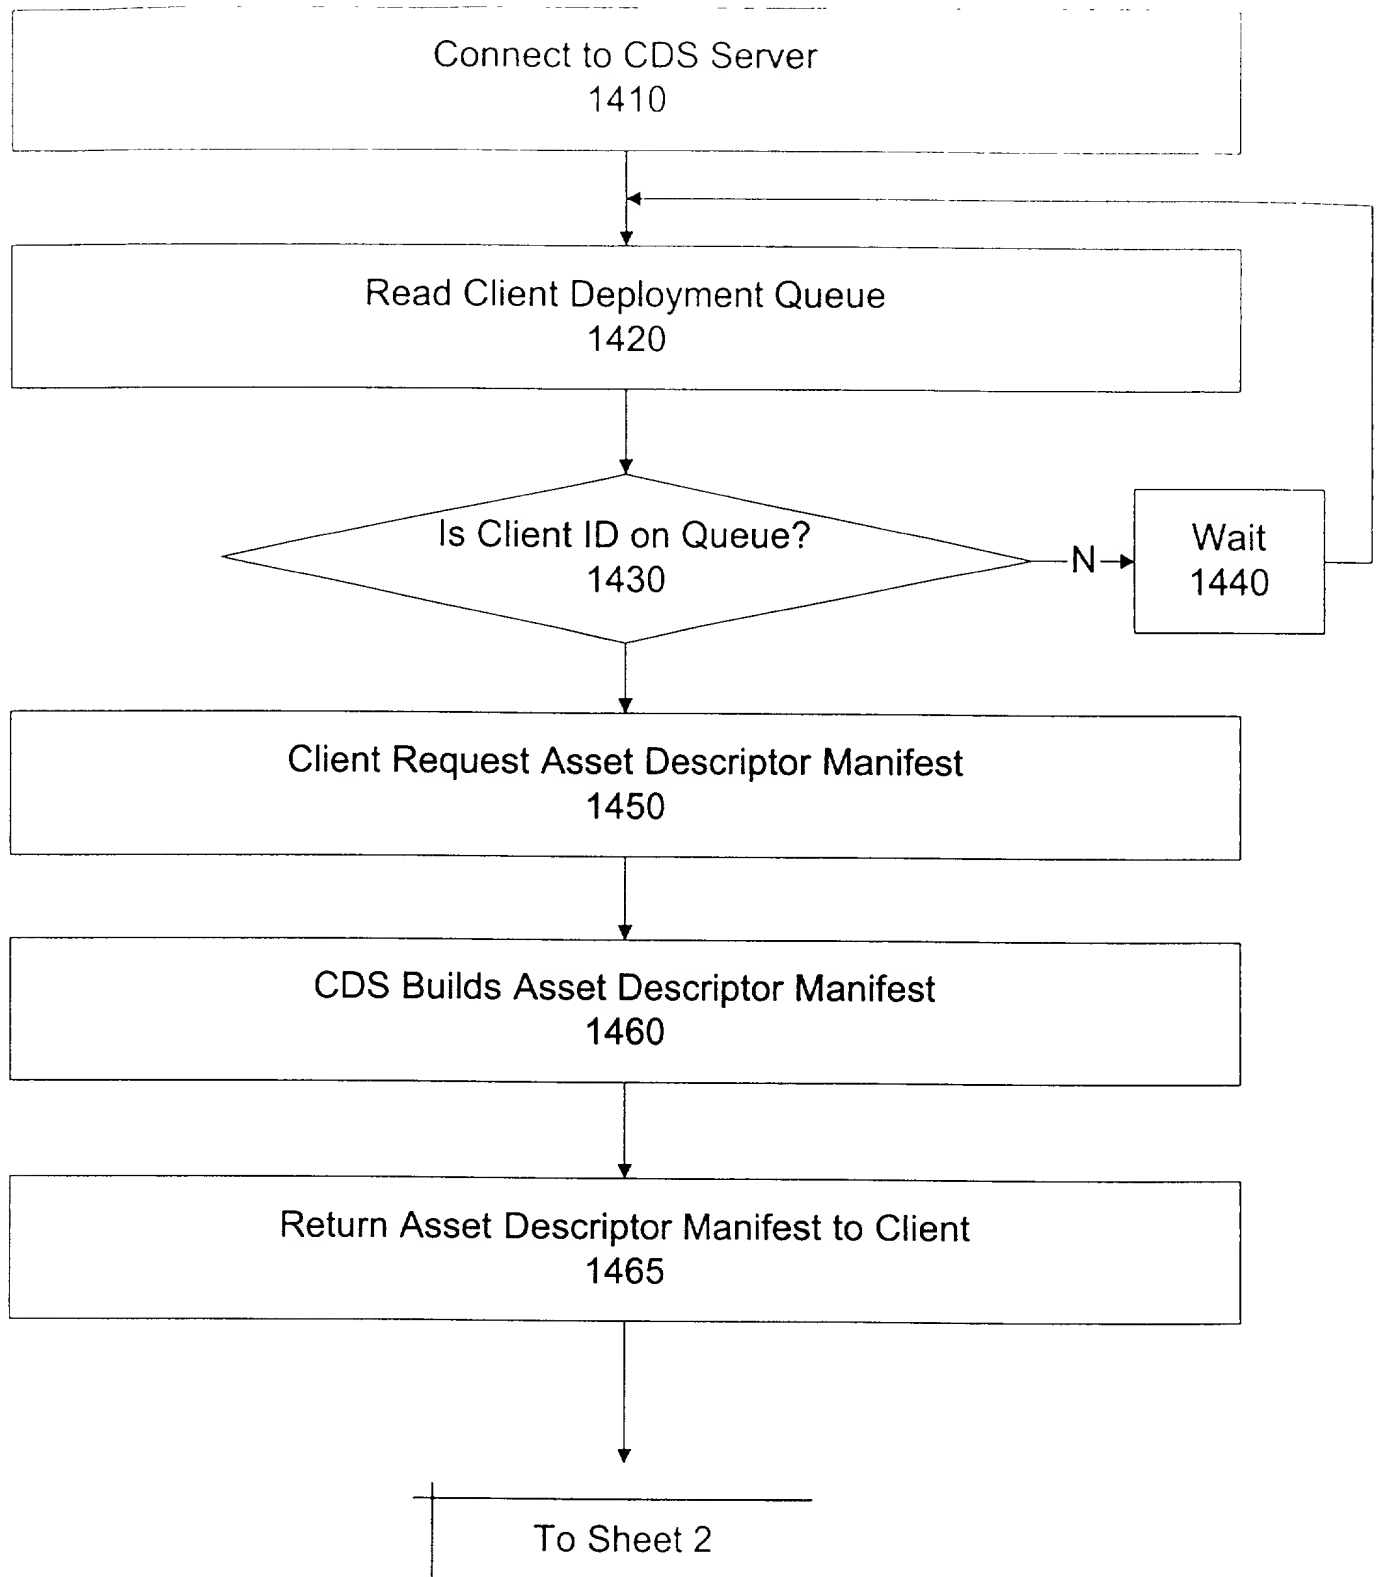 Connect to CDS Server
1410
Read Client Deployment Queue
1420
Is Client ID on Queue?
1430
N
Wait
1440
Client Request Asset Descriptor Manifest
1450
CDS Builds Asset Descriptor Manifest
1460
Return Asset Descriptor Manifest to Client
1465
To Sheet 2